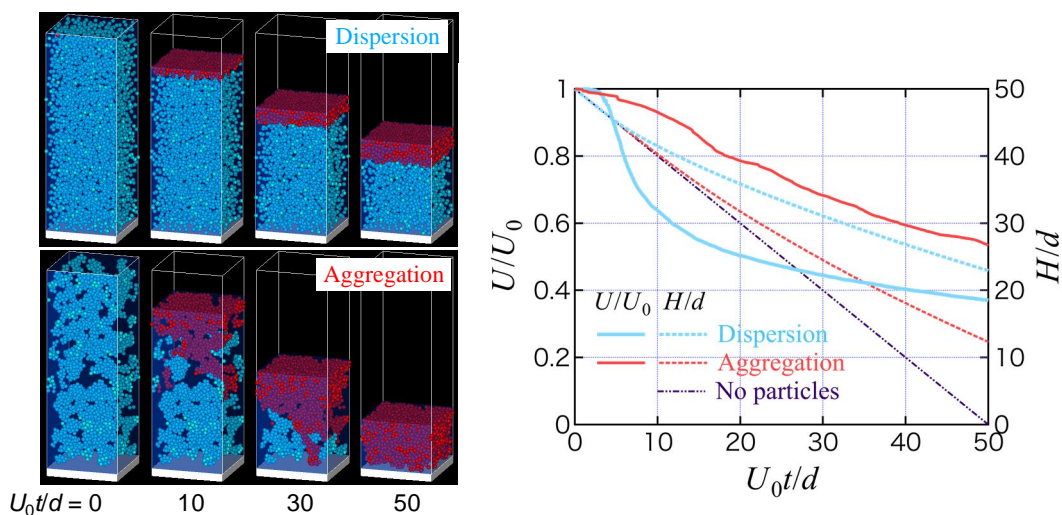 Dispersion
Aggregation
U₀t/d = 0 10 30 50
1
0.8
0.6
0.4
0.2
0
U/U₀
50
40
30
20
10
0
H/d
U/U₀ H/d
Dispersion
Aggregation
No particles
0 10 20 30 40 50
U₀t/d